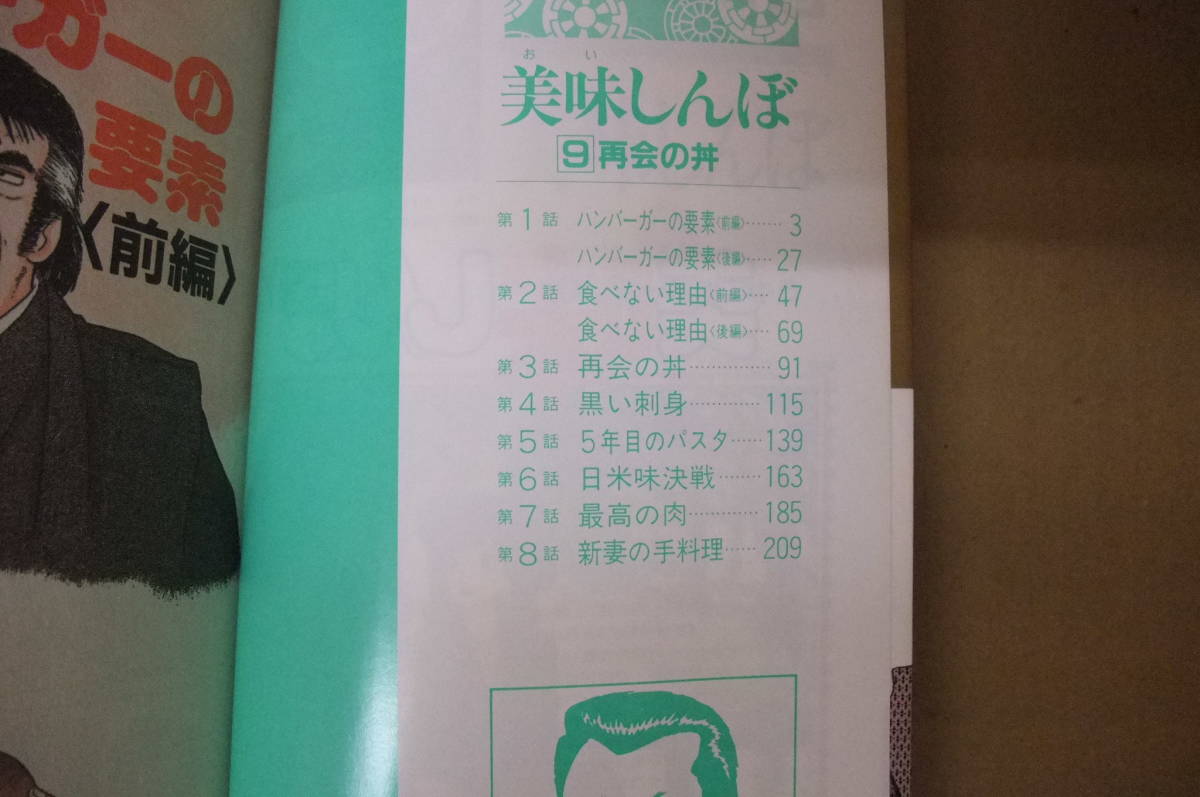 ガーの
要素
〈前編〉
おい
美味しんぼ
9 再会の丼
第1話 ハンバーガーの要素〈前編〉……… 3
ハンバーガーの要素〈後編〉…… 27
第2話 食べない理由〈前編〉…… 47
食べない理由〈後編〉…… 69
第3話 再会の丼…………… 91
第4話 黒い刺身………… 115
第5話 5年目のパスタ…… 139
第6話 日米味決戦……… 163
第7話 最高の肉………… 185
第8話 新妻の手料理…… 209